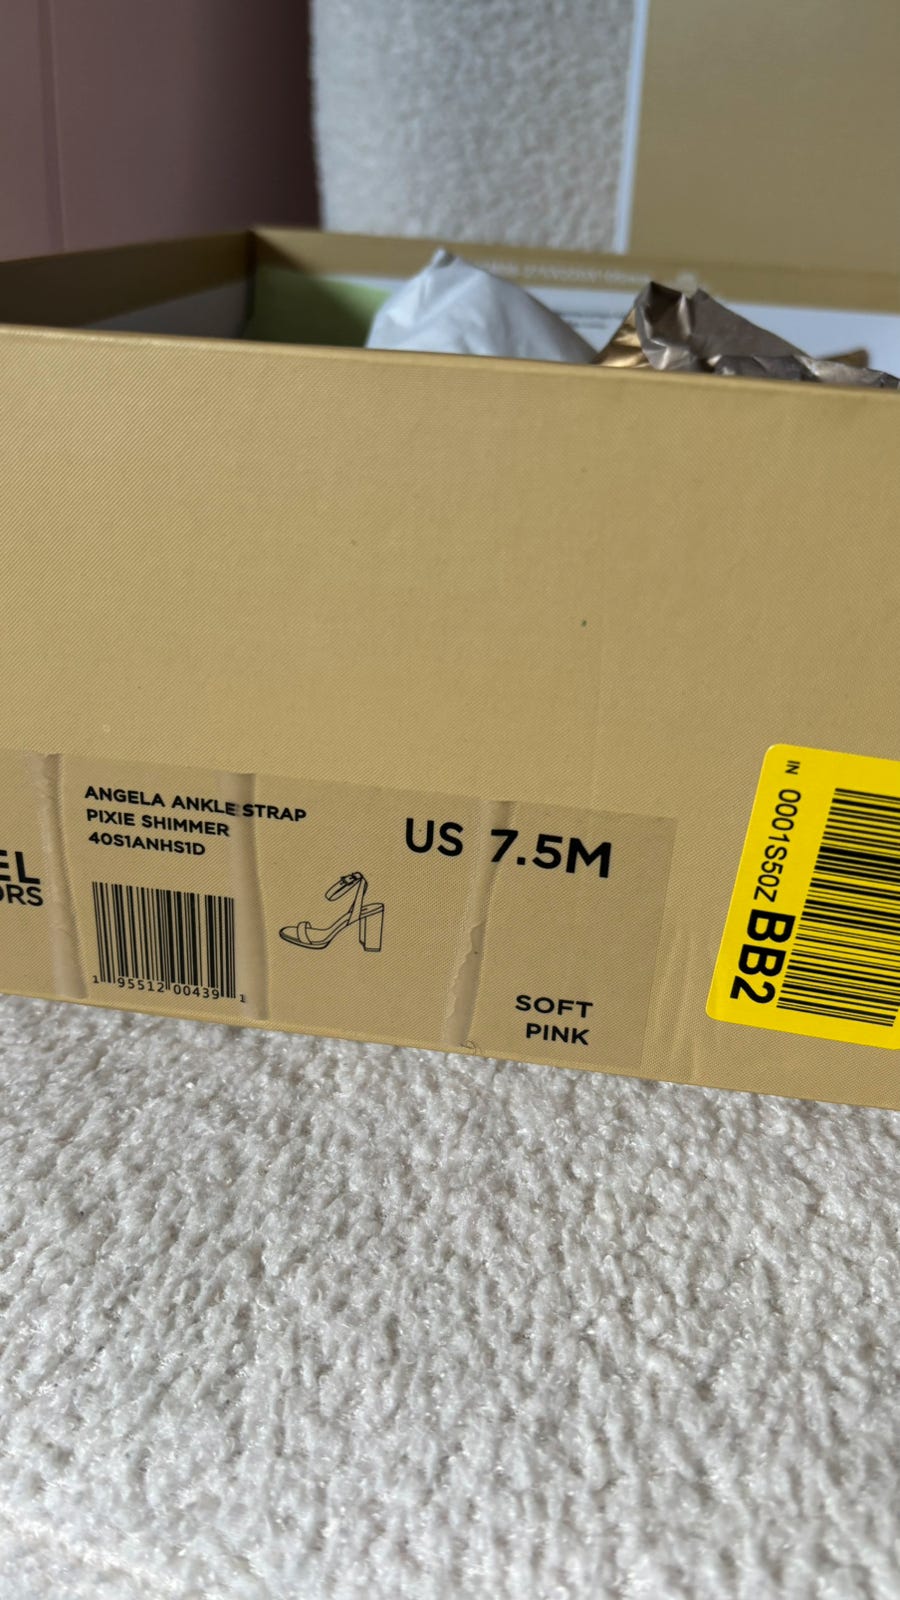 EL
ORS
ANGELA ANKLE STRAP
PIXIE SHIMMER
40S1ANHS1D
1 95512 00439 1
US 7.5M
SOFT
PINK
IN 0001S50Z BB2